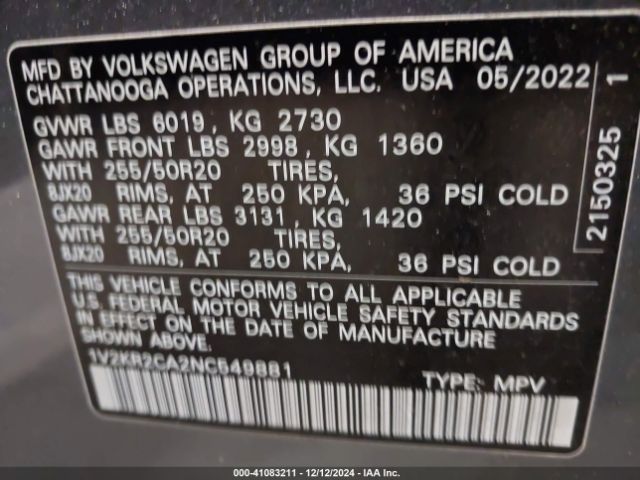 MFD BY VOLKSWAGEN GROUP OF AMERICA
CHATTANOOGA OPERATIONS, LLC. USA 05/2022
GVWR LBS 6019, KG 2730
GAWR FRONT LBS 2998, KG 1360
WITH 255/50R20 TIRES,
8JX20 RIMS, AT 250 KPA, 36 PSI COLD
GAWR REAR LBS 3131, KG 1420
WITH 255/50R20 TIRES,
8JX20 RIMS, AT 250 KPA, 36 PSI COLD
THIS VEHICLE CONFORMS TO ALL APPLICABLE
U.S. FEDERAL MOTOR VEHICLE SAFETY STANDARDS
IN EFFECT ON THE DATE OF MANUFACTURE
SHOWN ABOVE.
1V2KR2CA2NC549881
TYPE: MPV
2150325 1
000-41083211 - 12/12/2024 - IAAI.com